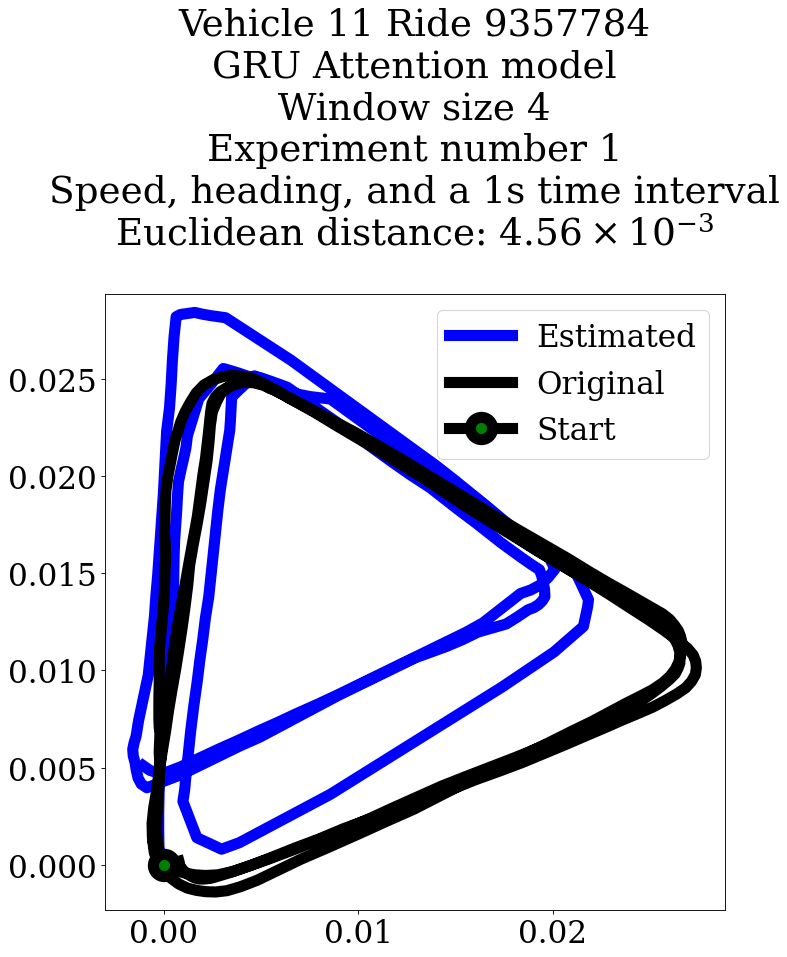 Vehicle 11 Ride 9357784
GRU Attention model
Window size 4
Experiment number 1
Speed, heading, and a 1s time interval
Euclidean distance: 4.56 × 10⁻³
Estimated
Original
Start
0.025
0.020
0.015
0.010
0.005
0.000
0.00 0.01 0.02